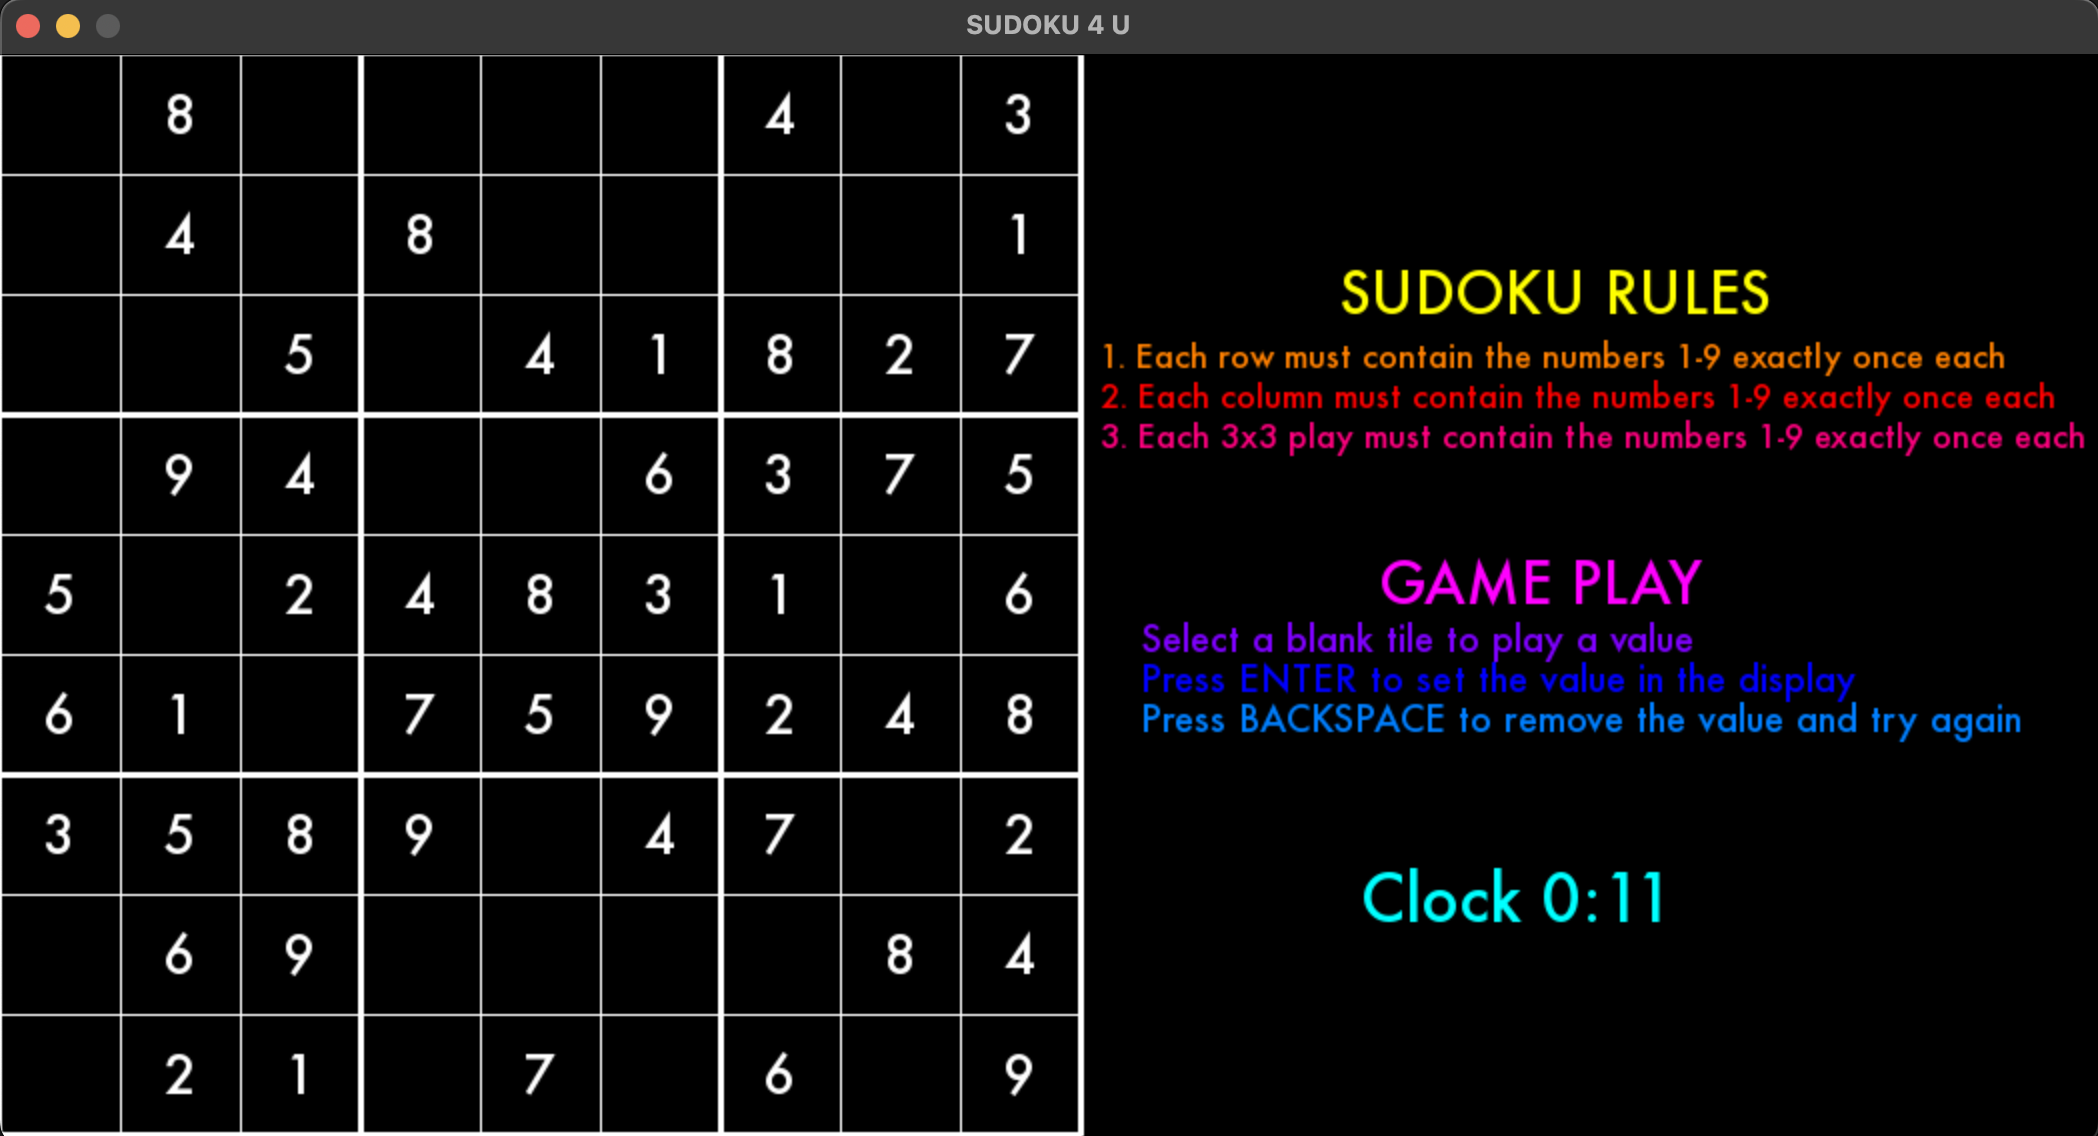 SUDOKU 4 U
8 4 3
4 8 1
5 4 1 8 2 7
9 4 6 3 7 5
5 2 4 8 3 1 6
6 1 7 5 9 2 4 8
3 5 8 9 4 7 2
6 9 8 4
2 1 7 6 9
SUDOKU RULES
1. Each row must contain the numbers 1-9 exactly once each
2. Each column must contain the numbers 1-9 exactly once each
3. Each 3x3 play must contain the numbers 1-9 exactly once each
GAME PLAY
Select a blank tile to play a value
Press ENTER to set the value in the display
Press BACKSPACE to remove the value and try again
Clock 0:11